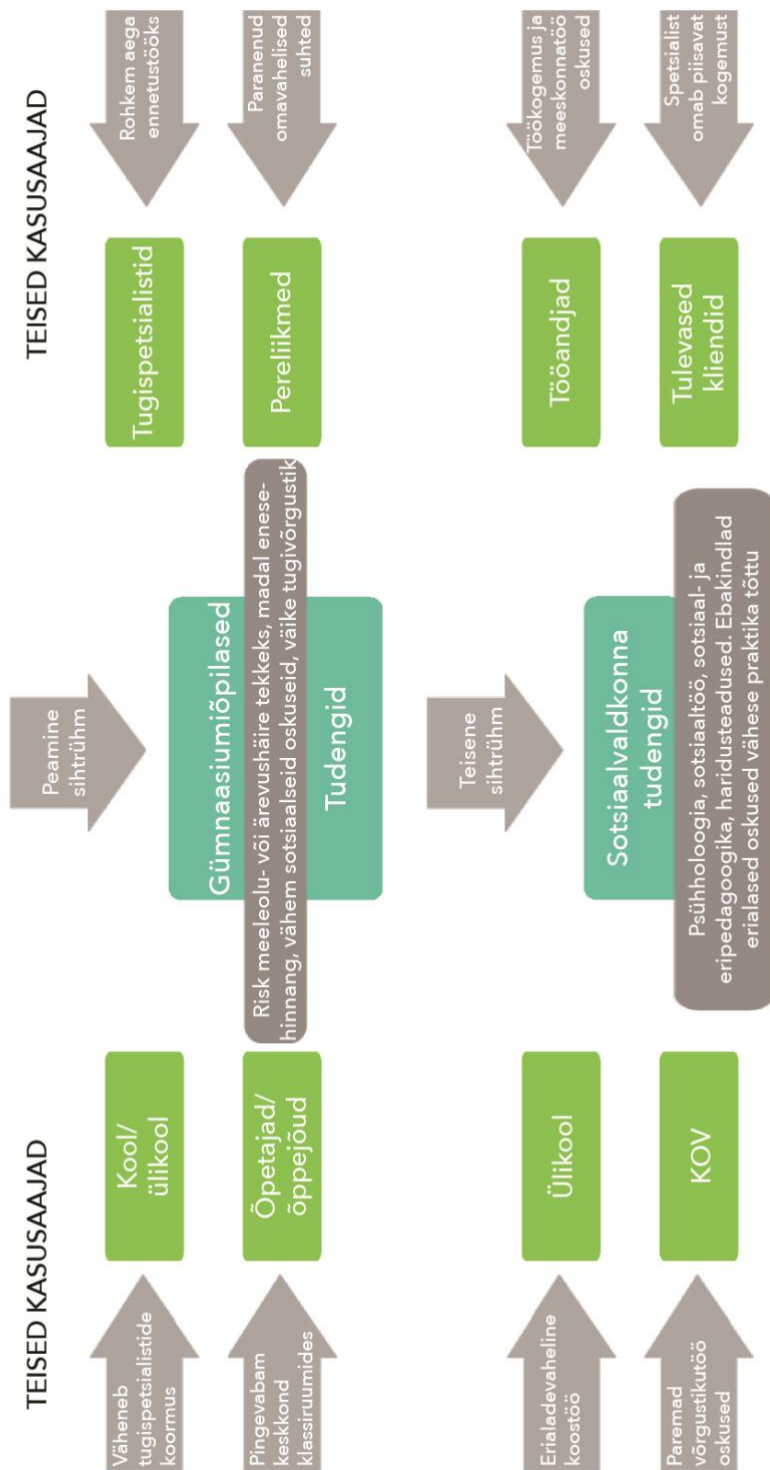 TEISED KASUSAAJAD
TEISED KASUSAAJAD
Peamine
sihtrühm
Väheneb
tugispetsialistide
koormus
Kool/
ülikool
Gümnaasiumiõpilased
Tugispetsialistid
Rohkem aega
ennetustööks
Pingevabam
keskkond
klassiruumides
Õpetajad/
õppejõud
Risk meeleolu- või ärevushäire tekkeks, madal enese-
hinnang, vähem sotsiaalseid oskuseid, väike tugivõrgustik
Pereliikmed
Paranenud
omavahelised
suhted
Tudengid
Teisene
sihtrühm
Erialadevaheline
koostöö
Ülikool
Sotsiaalvaldkonna
tudengid
Tööandjad
Töökogemus ja
meeskonnatöö
oskused
Paremad
võrgustikutöö
oskused
KOV
Psühholoogia, sotsiaaltöö, sotsiaal- ja
eripedagoogika, haridusteadused. Ebakindlad
erialased oskused vähese praktika tõttu
Tulevased
kliendid
Spetsialist
omab piisavat
kogemust